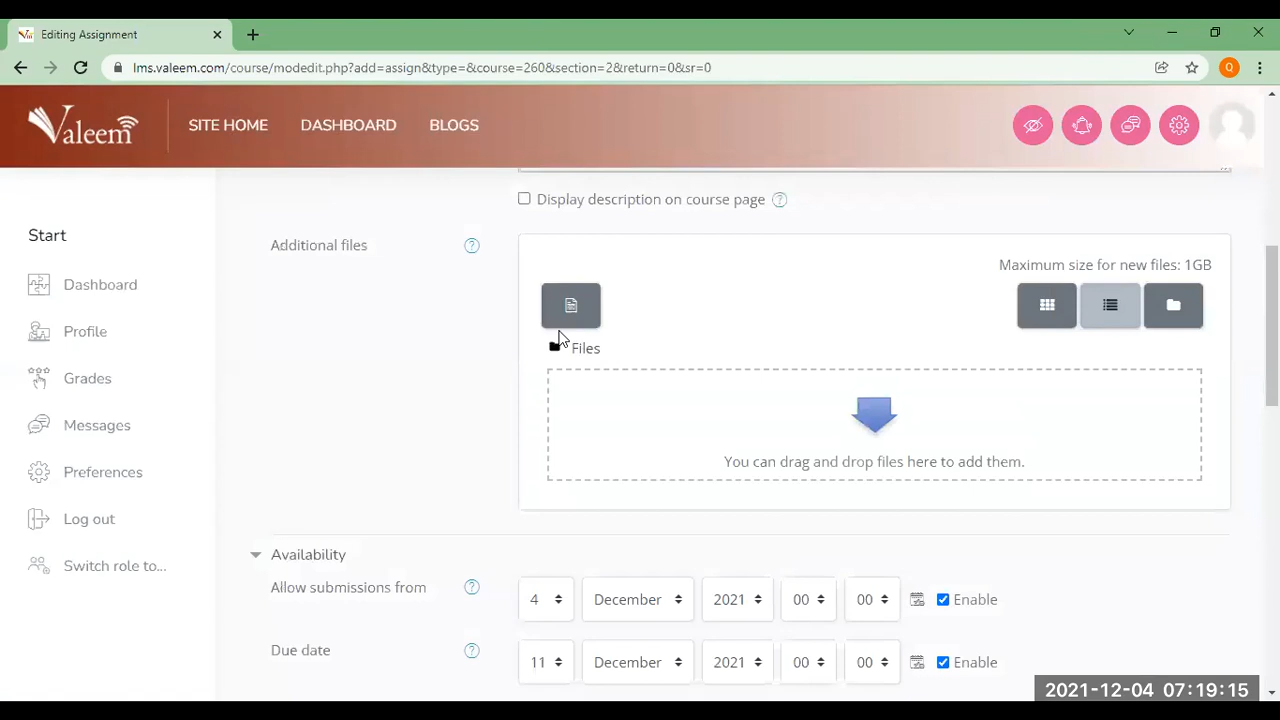 Editing Assignment
lms.valeem.com/course/modedit.php?add=assign&type=&course=260&section=2&return=0&sr=0
Q
Valeem
SITE HOME
DASHBOARD
BLOGS
Start
Dashboard
Profile
Grades
Messages
Preferences
Log out
Switch role to...
Display description on course page
Additional files
Maximum size for new files: 1GB
Files
You can drag and drop files here to add them.
Availability
Allow submissions from
4 December 2021 00 00 Enable
Due date
11 December 2021 00 00 Enable
2021-12-04 07:19:15